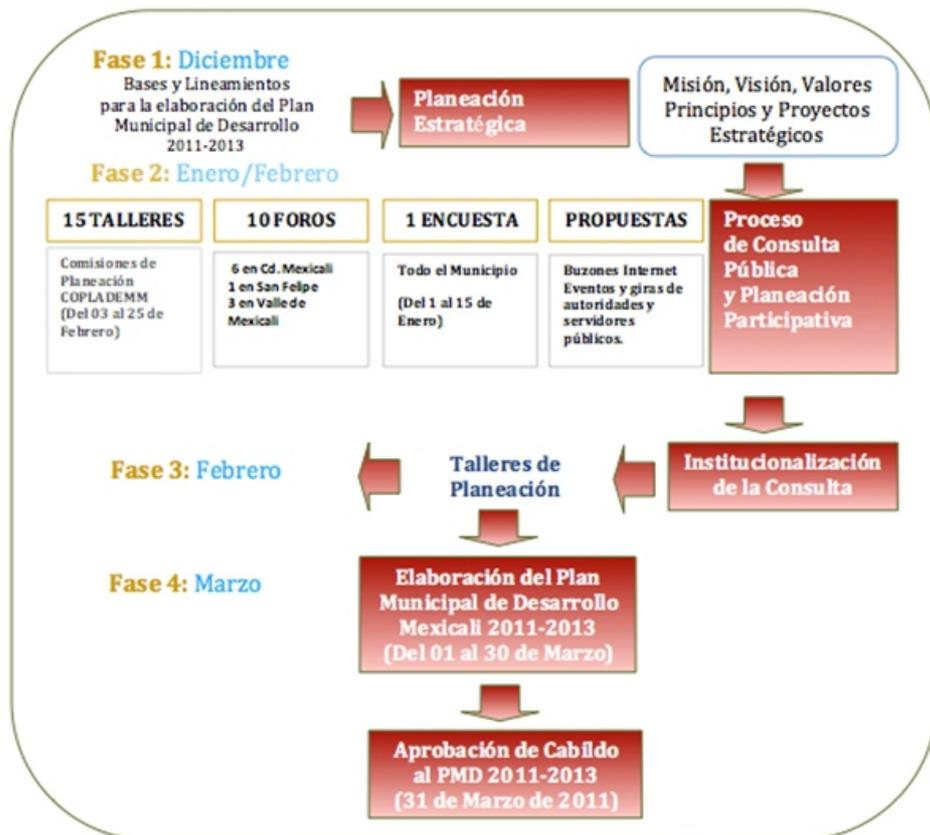 Fase 1: Diciembre
Bases y Lineamientos
para la elaboración del Plan
Municipal de Desarrollo
2011-2013
Planeación
Estratégica
Misión, Visión, Valores
Principios y Proyectos
Estratégicos
Fase 2: Enero/Febrero
15 TALLERES
Comisiones de
Planeación
COPLADEMM
(Del 03 al 25 de
Febrero)
10 FOROS
6 en Cd. Mexicali
1 en San Felipe
3 en Valle de
Mexicali
1 ENCUESTA
Todo el Municipio
(Del 1 al 15 de
Enero)
PROPUESTAS
Buzones Internet
Eventos y giras de
autoridades y
servidores
públicos.
Proceso
de Consulta
Pública
y Planeación
Participativa
Fase 3: Febrero
Talleres de
Planeación
Institucionalización
de la Consulta
Fase 4: Marzo
Elaboración del Plan
Municipal de Desarrollo
Mexicali 2011-2013
(Del 01 al 30 de Marzo)
Aprobación de Cabildo
al PMD 2011-2013
(31 de Marzo de 2011)